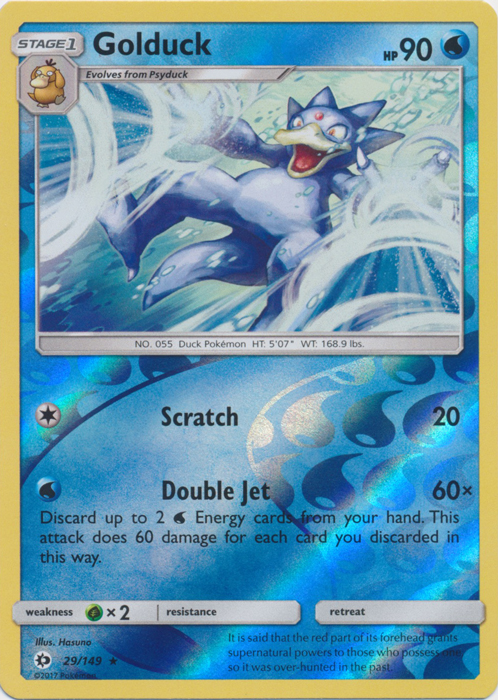 STAGE 1 Golduck HP 90
Evolves from Psyduck
NO. 055 Duck Pokémon HT: 5'07" WT: 168.9 lbs.
Scratch 20
Double Jet 60×
Discard up to 2 Energy cards from your hand. This
attack does 60 damage for each card you discarded in
this way.
weakness × 2 resistance retreat
Illus. Hasuno
29/149 ★
©2017 Pokémon
It is said that the red part of its forehead grants
supernatural powers to those who possess one,
so it was over-hunted in the past.